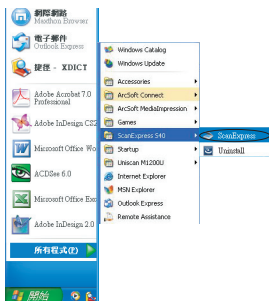 網際網路
Maxthon Browser
電子郵件
Outlook Express
捷徑 - XDICT
Adobe Acrobat 7.0
Professional
Adobe InDesign CS2
Microsoft Office Wo
ACDSee 6.0
Microsoft Office Exc
Adobe InDesign 2.0
所有程式(P)
開始
Windows Catalog
Windows Update
Accessories
ArcSoft Connect
ArcSoft MediaImpression
Games
ScanExpress S40
Startup
Uniscan M1200U
Internet Explorer
MSN Explorer
Outlook Express
Remote Assistance
ScanExpress
Uninstall